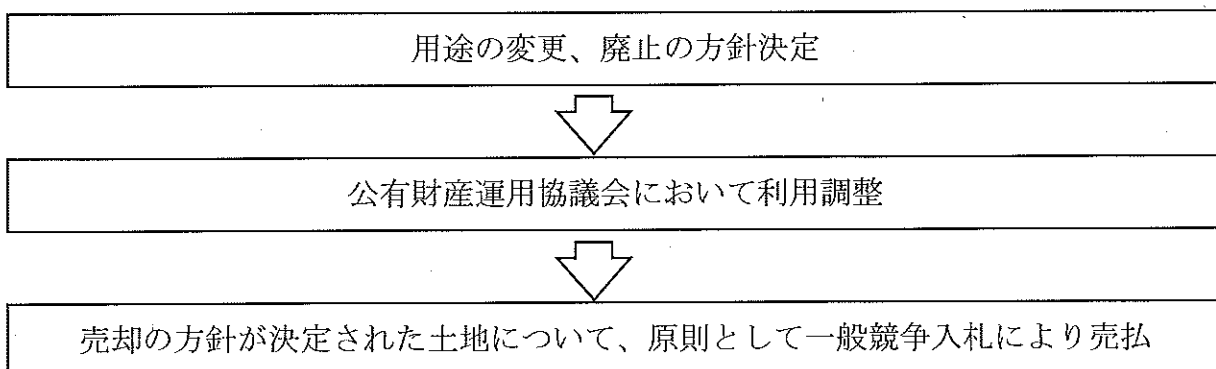 用途の変更、廃止の方針決定
公有財産運用協議会において利用調整
売却の方針が決定された土地について、原則として一般競争入札により売払